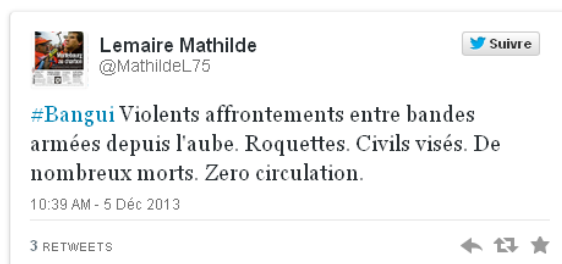 Lemaire Mathilde
Suivre
@MathildeL75
#Bangui Violents affrontements entre bandes
armées depuis l'aube. Roquettes. Civils visés. De
nombreux morts. Zero circulation.
10:39 AM - 5 Déc 2013
3 RETWEETS